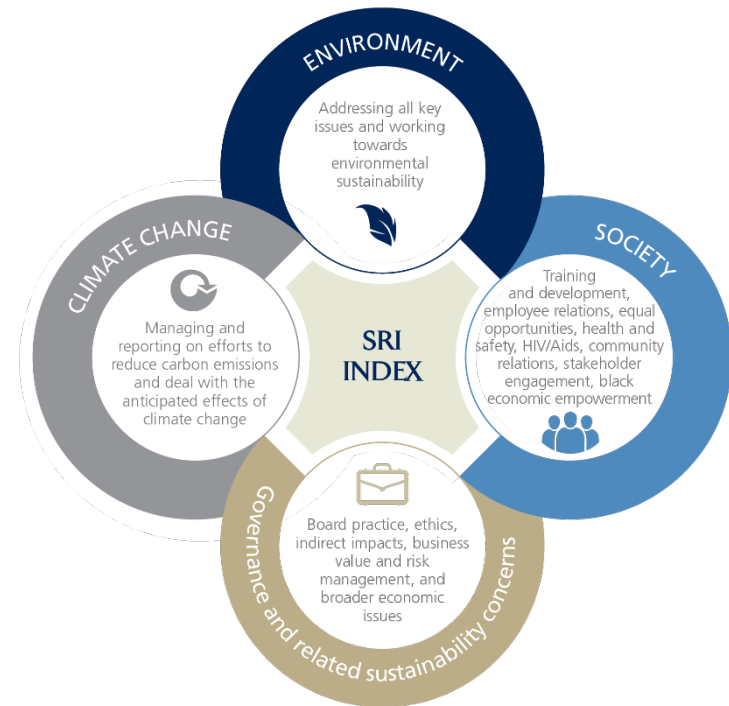 ENVIRONMENT
Addressing all key
issues and working
towards
environmental
sustainability
CLIMATE CHANGE
Managing and
reporting on efforts to
reduce carbon emissions
and deal with the
anticipated effects of
climate change
SRI
INDEX
SOCIETY
Training
and development,
employee relations, equal
opportunities, health and
safety, HIV/Aids, community
relations, stakeholder
engagement, black
economic empowerment
Board practice, ethics,
indirect impacts, business
value and risk
management, and
broader economic
issues
Governance and related sustainability concerns